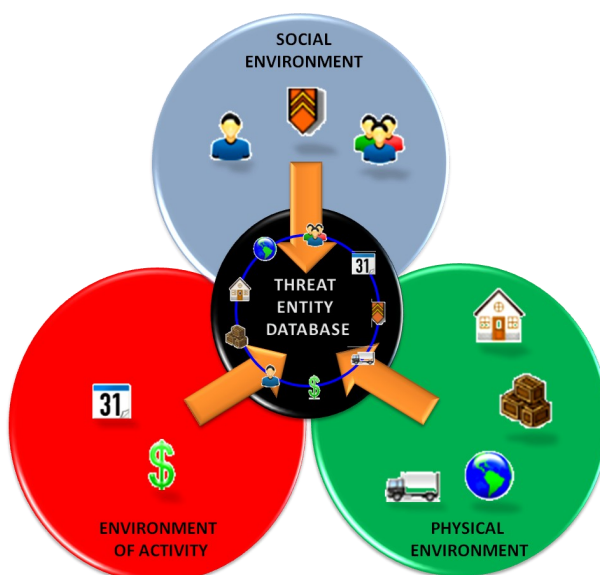 SOCIAL
ENVIRONMENT
31
THREAT
ENTITY
DATABASE
31
$
$
ENVIRONMENT
OF ACTIVITY
PHYSICAL
ENVIRONMENT